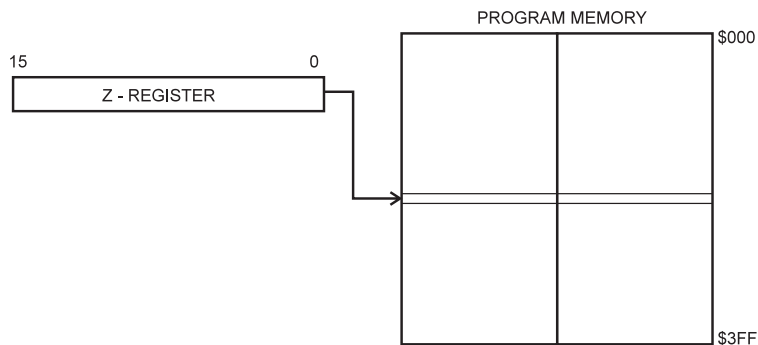 PROGRAM MEMORY
$000
15 0
Z - REGISTER
$3FF